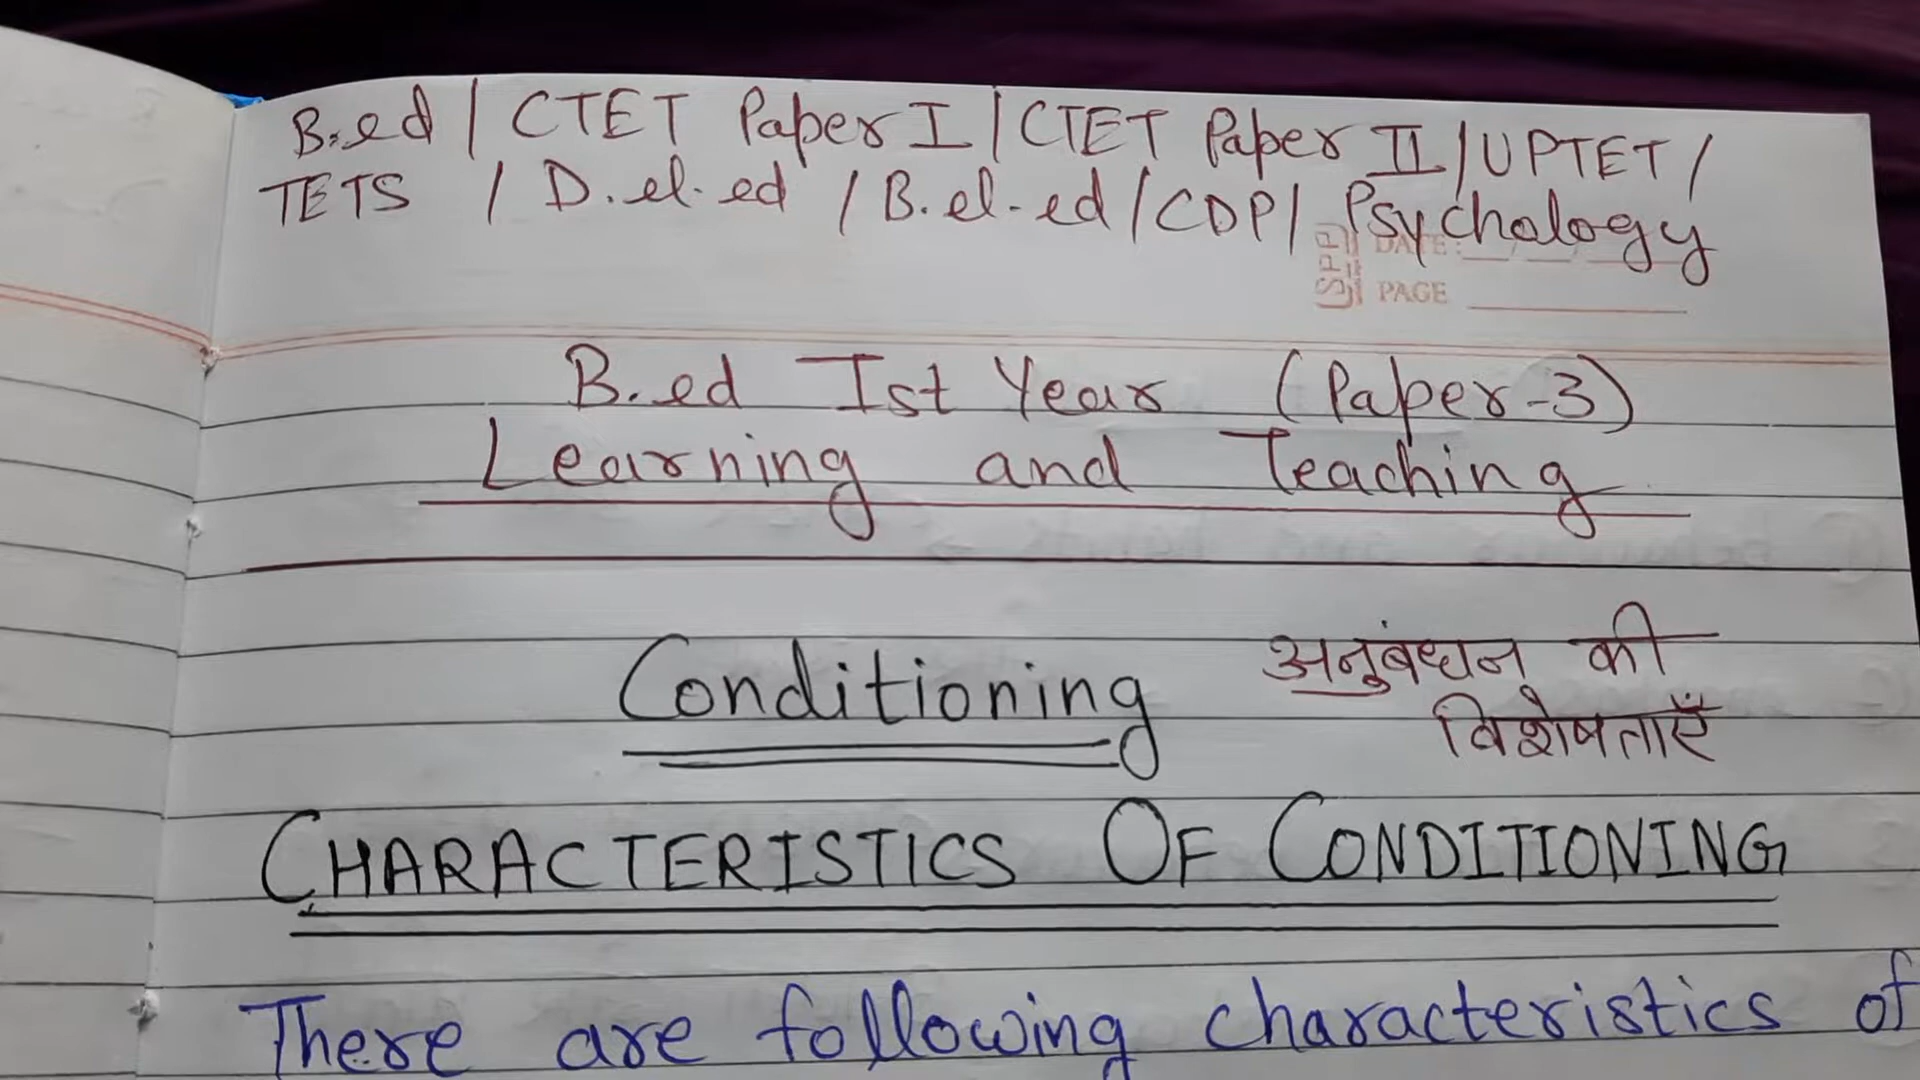 B.ed / CTET Paper I / CTET Paper II / UPTET /
TETS / D.el.ed / B.el-ed / CDP / Psychology
DATE:
PAGE
B.ed Ist Year (Paper-3)
Learning and Teaching
Conditioning
अनुबंधन की
विशेषताएँ
CHARACTERISTICS OF CONDITIONING
There are following characteristics of